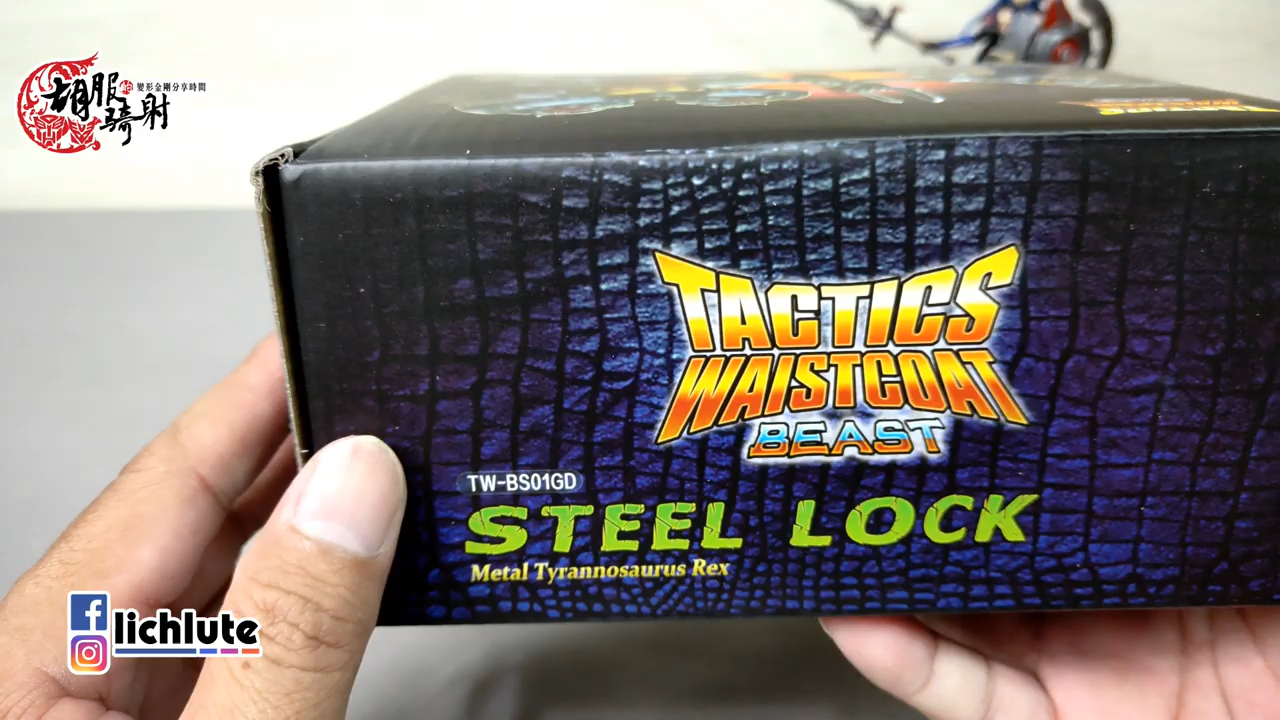 胡服騎射
的變形金剛分享時間
TACTICS
WAISTCOAT
BEAST
TW-BS01GD
STEEL LOCK
Metal Tyrannosaurus Rex
lichlute